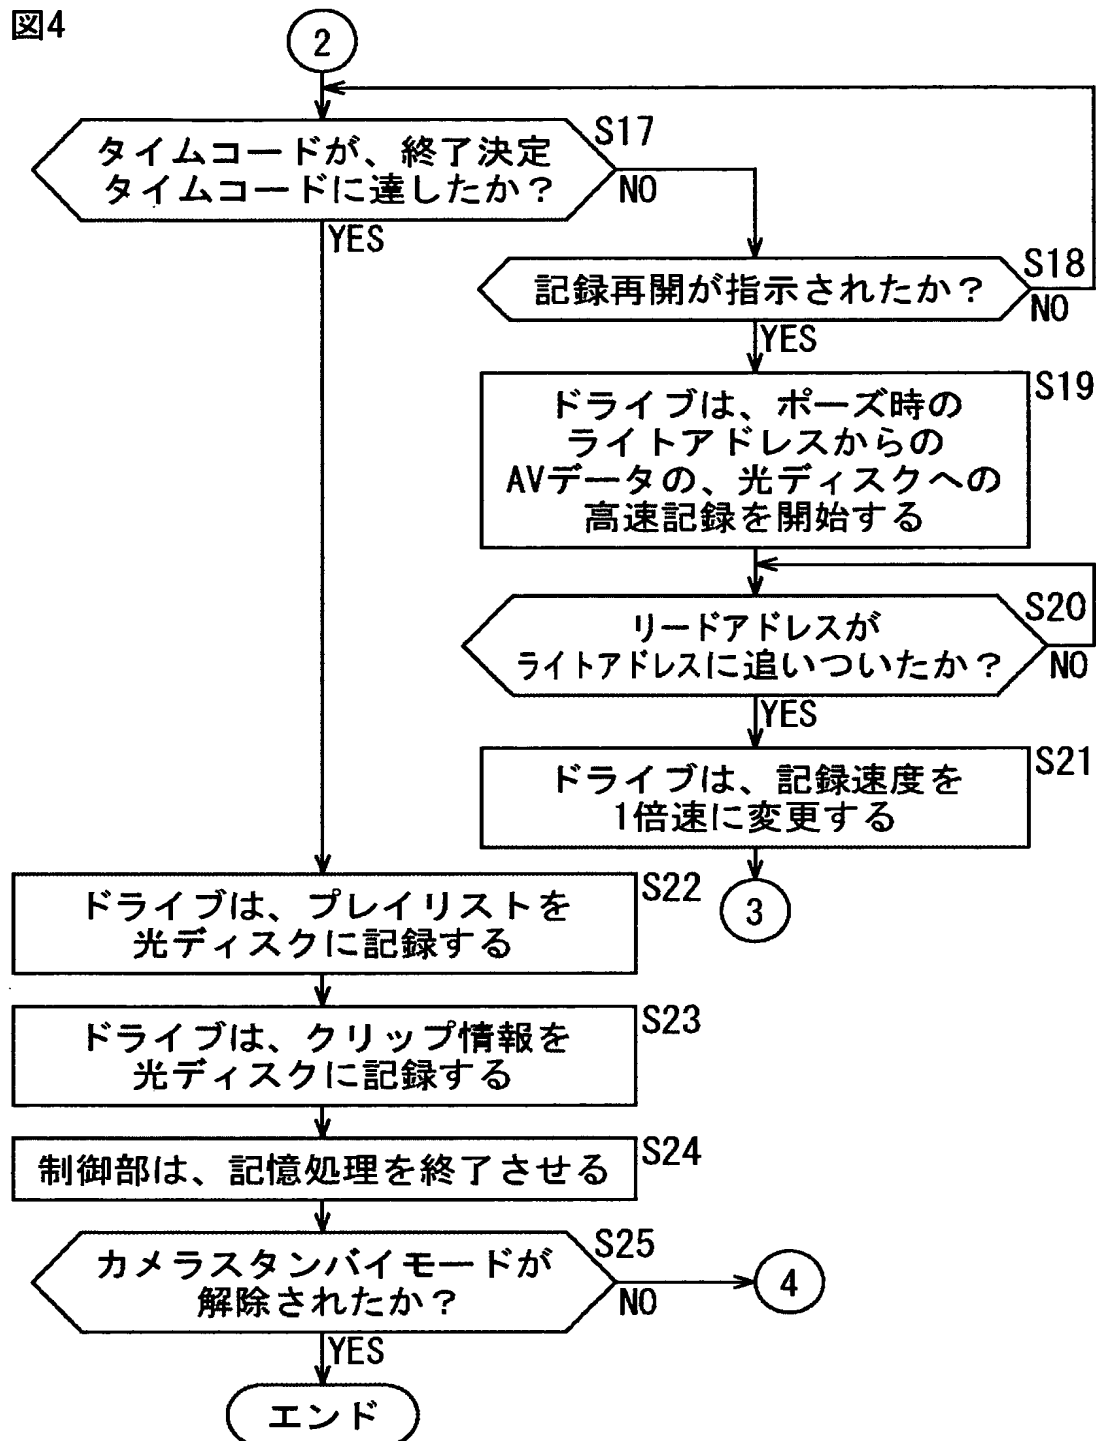 図4
2
タイムコードが、終了決定
タイムコードに達したか？
S17
NO
YES
記録再開が指示されたか？
S18
NO
YES
ドライブは、ポーズ時の
ライトアドレスからの
AVデータの、光ディスクへの
高速記録を開始する
S19
リードアドレスが
ライトアドレスに追いついたか？
S20
NO
YES
ドライブは、記録速度を
1倍速に変更する
S21
3
ドライブは、プレイリストを
光ディスクに記録する
S22
ドライブは、クリップ情報を
光ディスクに記録する
S23
制御部は、記憶処理を終了させる
S24
カメラスタンバイモードが
解除されたか？
S25
NO
4
YES
エンド